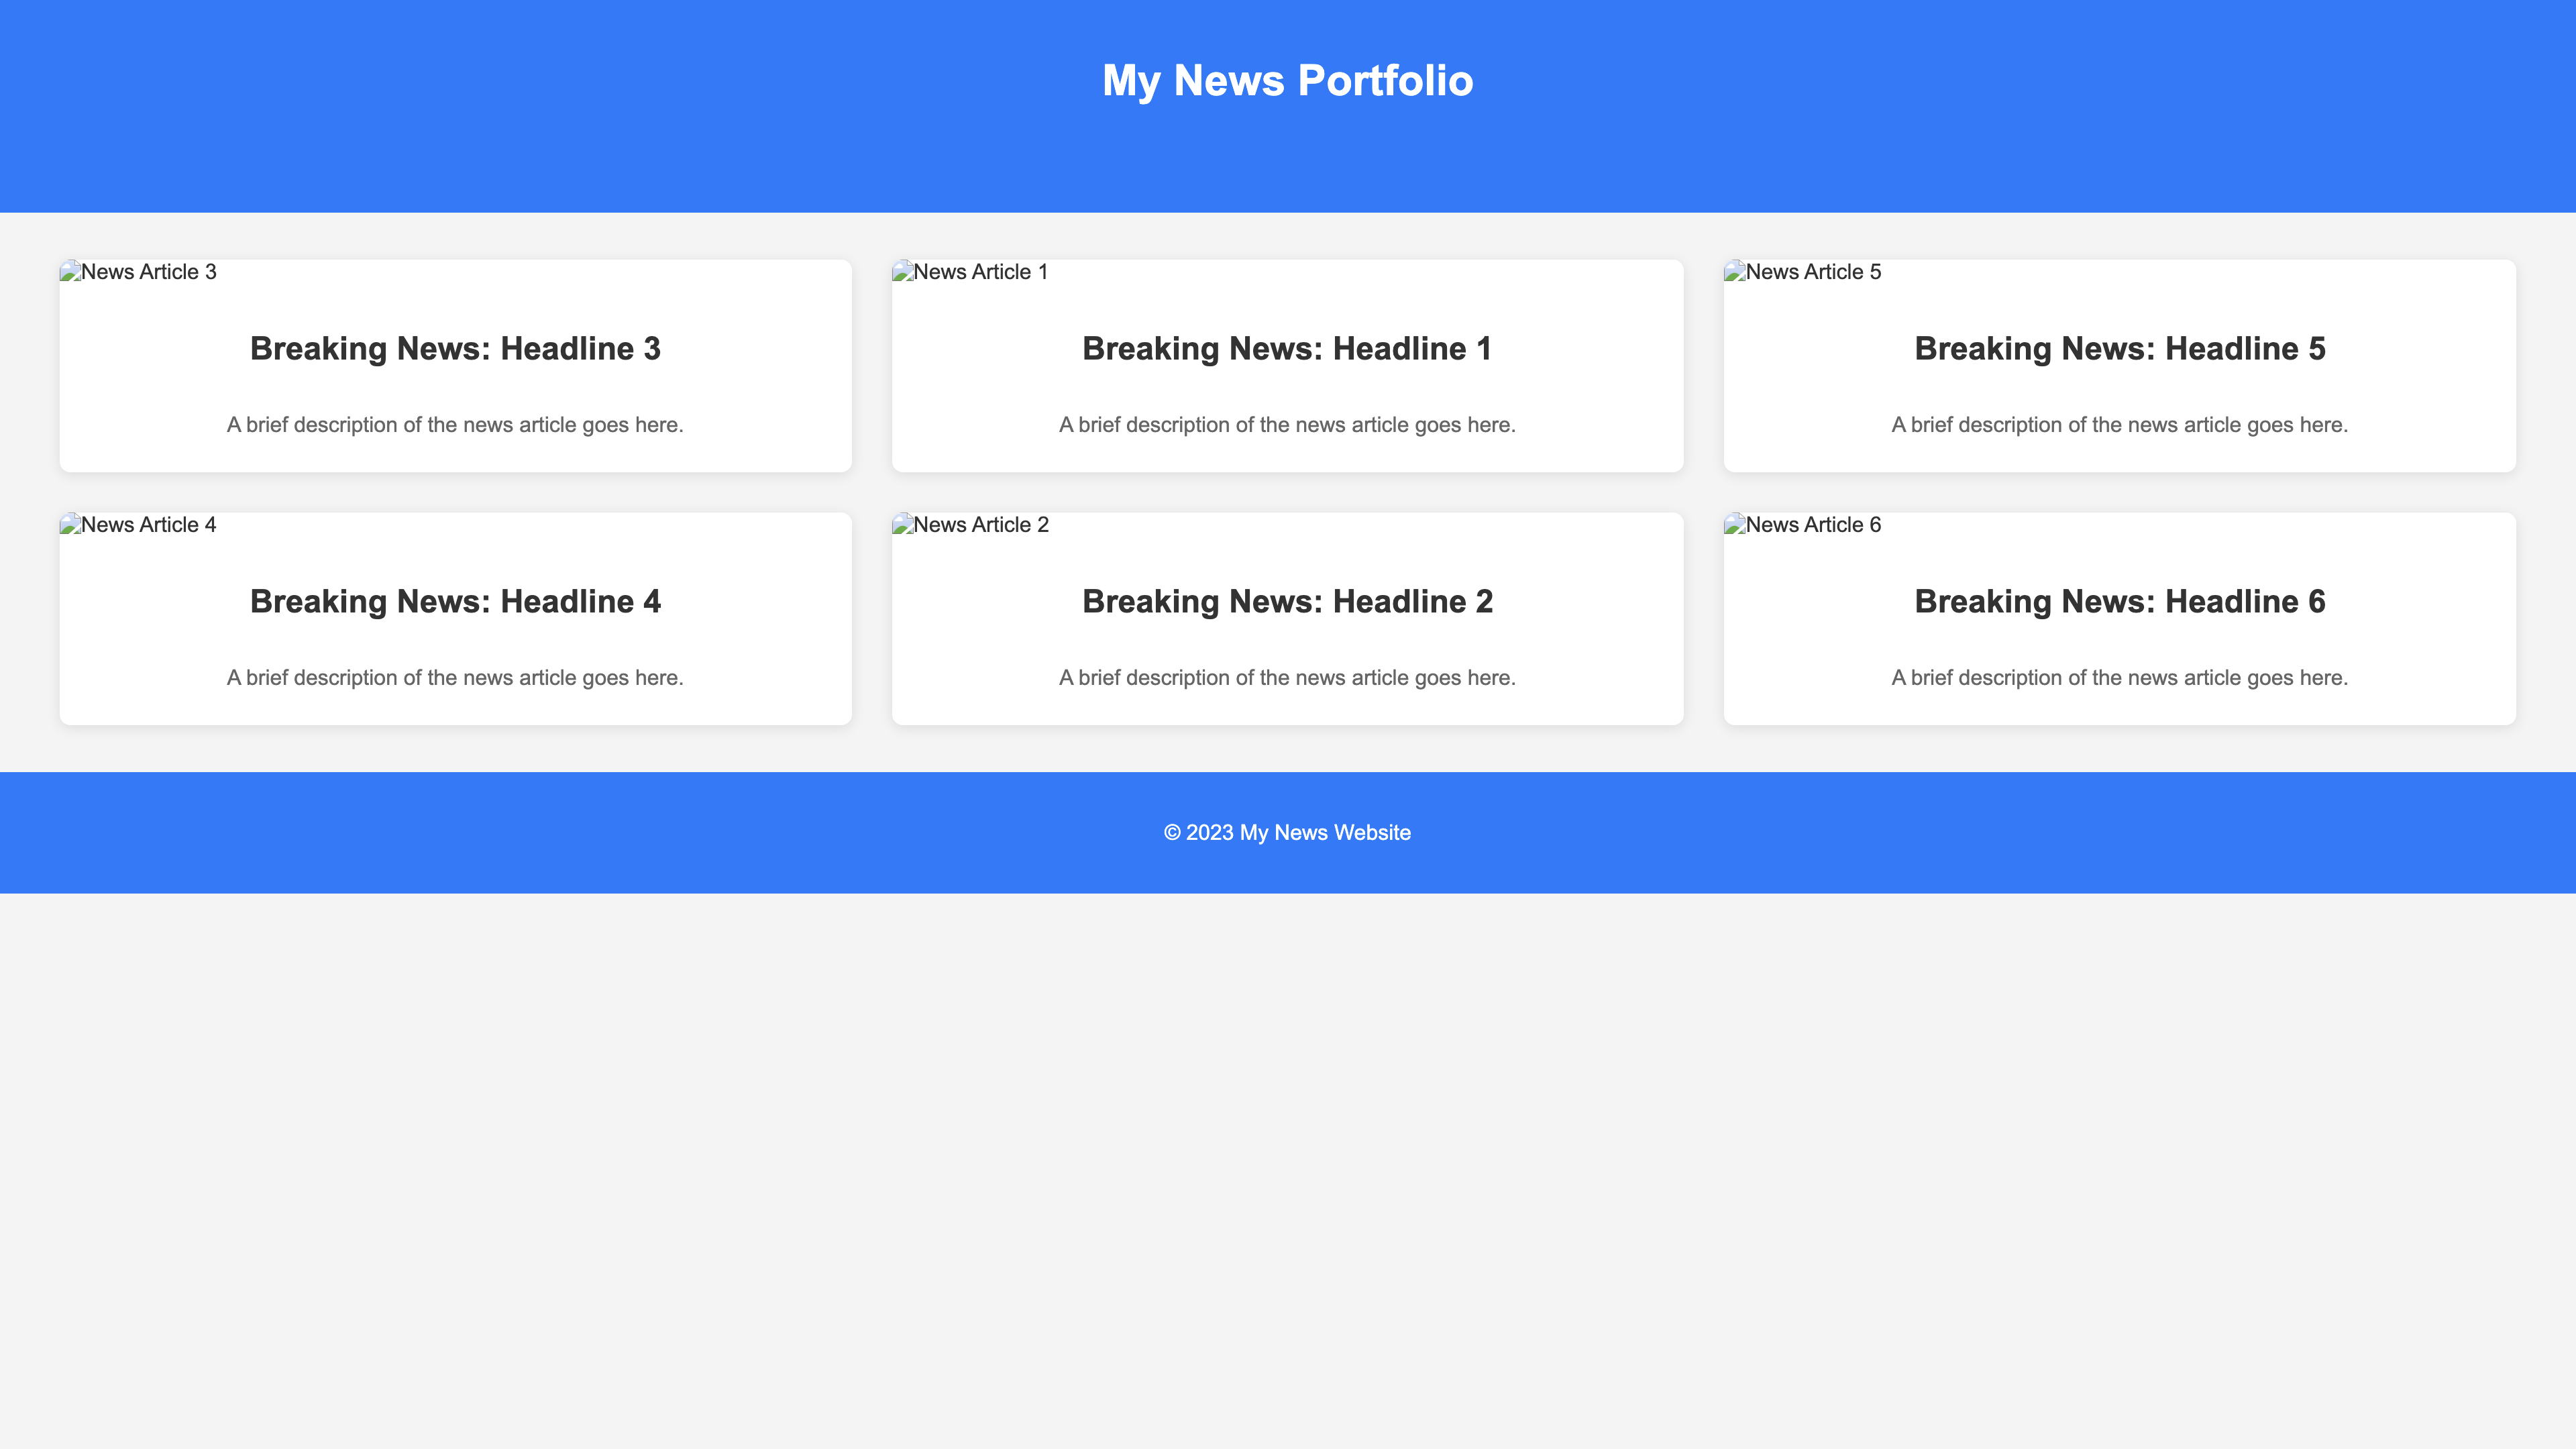 My News Portfolio
News Article 3
Breaking News: Headline 3
A brief description of the news article goes here.
News Article 1
Breaking News: Headline 1
A brief description of the news article goes here.
News Article 5
Breaking News: Headline 5
A brief description of the news article goes here.
News Article 4
Breaking News: Headline 4
A brief description of the news article goes here.
News Article 2
Breaking News: Headline 2
A brief description of the news article goes here.
News Article 6
Breaking News: Headline 6
A brief description of the news article goes here.
© 2023 My News Website